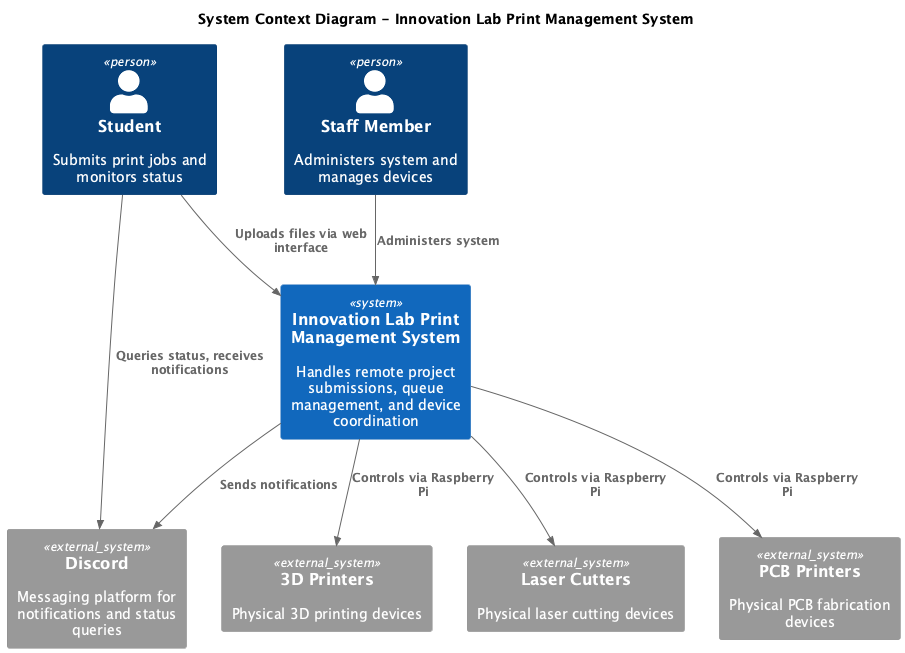 System Context Diagram - Innovation Lab Print Management System
«person»
Student
Submits print jobs and
monitors status
«person»
Staff Member
Administers system and
manages devices
Uploads files via web
interface
Administers system
«system»
Innovation Lab Print
Management System
Handles remote project
submissions, queue
management, and device
coordination
Queries status, receives
notifications
Sends notifications
Controls via Raspberry
Pi
Controls via Raspberry
Pi
Controls via Raspberry
Pi
«external_system»
Discord
Messaging platform for
notifications and status
queries
«external_system»
3D Printers
Physical 3D printing devices
«external_system»
Laser Cutters
Physical laser cutting devices
«external_system»
PCB Printers
Physical PCB fabrication
devices